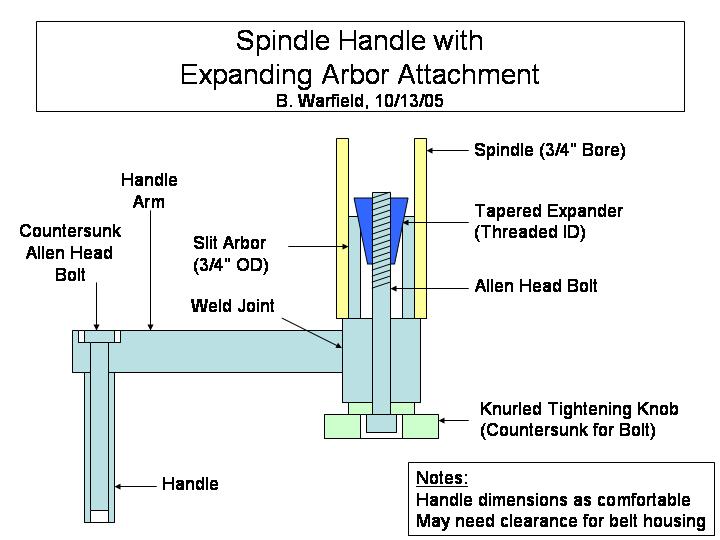 Spindle Handle with
Expanding Arbor Attachment
B. Warfield, 10/13/05
Spindle (3/4" Bore)
Handle
Arm
Tapered Expander
(Threaded ID)
Countersunk
Allen Head
Bolt
Slit Arbor
(3/4" OD)
Allen Head Bolt
Weld Joint
Knurled Tightening Knob
(Countersunk for Bolt)
Handle
Notes:
Handle dimensions as comfortable
May need clearance for belt housing